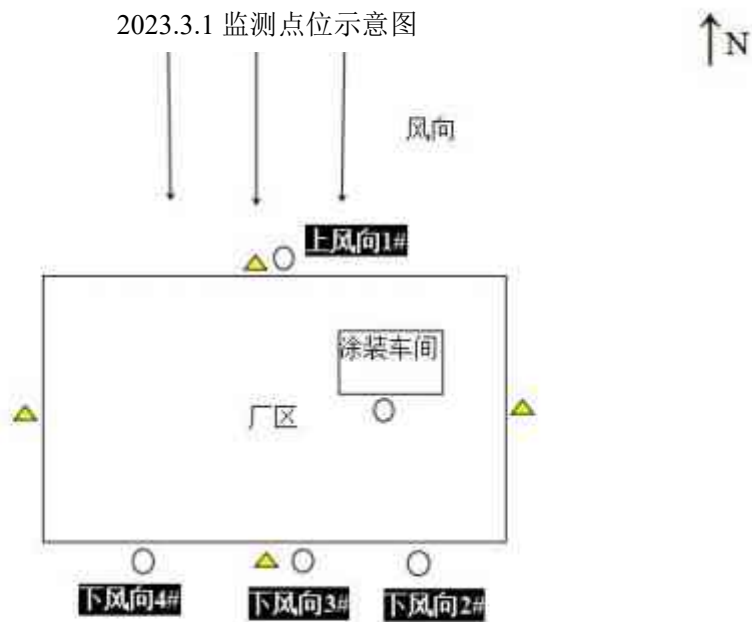 2023.3.1 监测点位示意图
N
风向
上风向1#
涂装车间
厂区
下风向4#
下风向3#
下风向2#